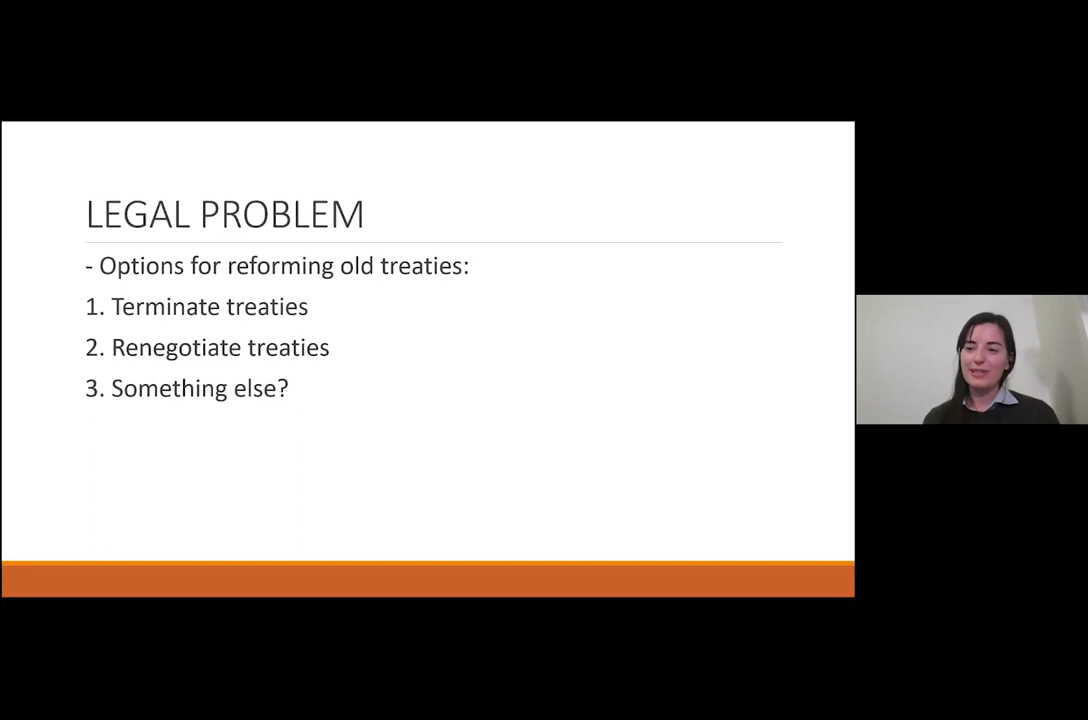 LEGAL PROBLEM
- Options for reforming old treaties:
1. Terminate treaties
2. Renegotiate treaties
3. Something else?